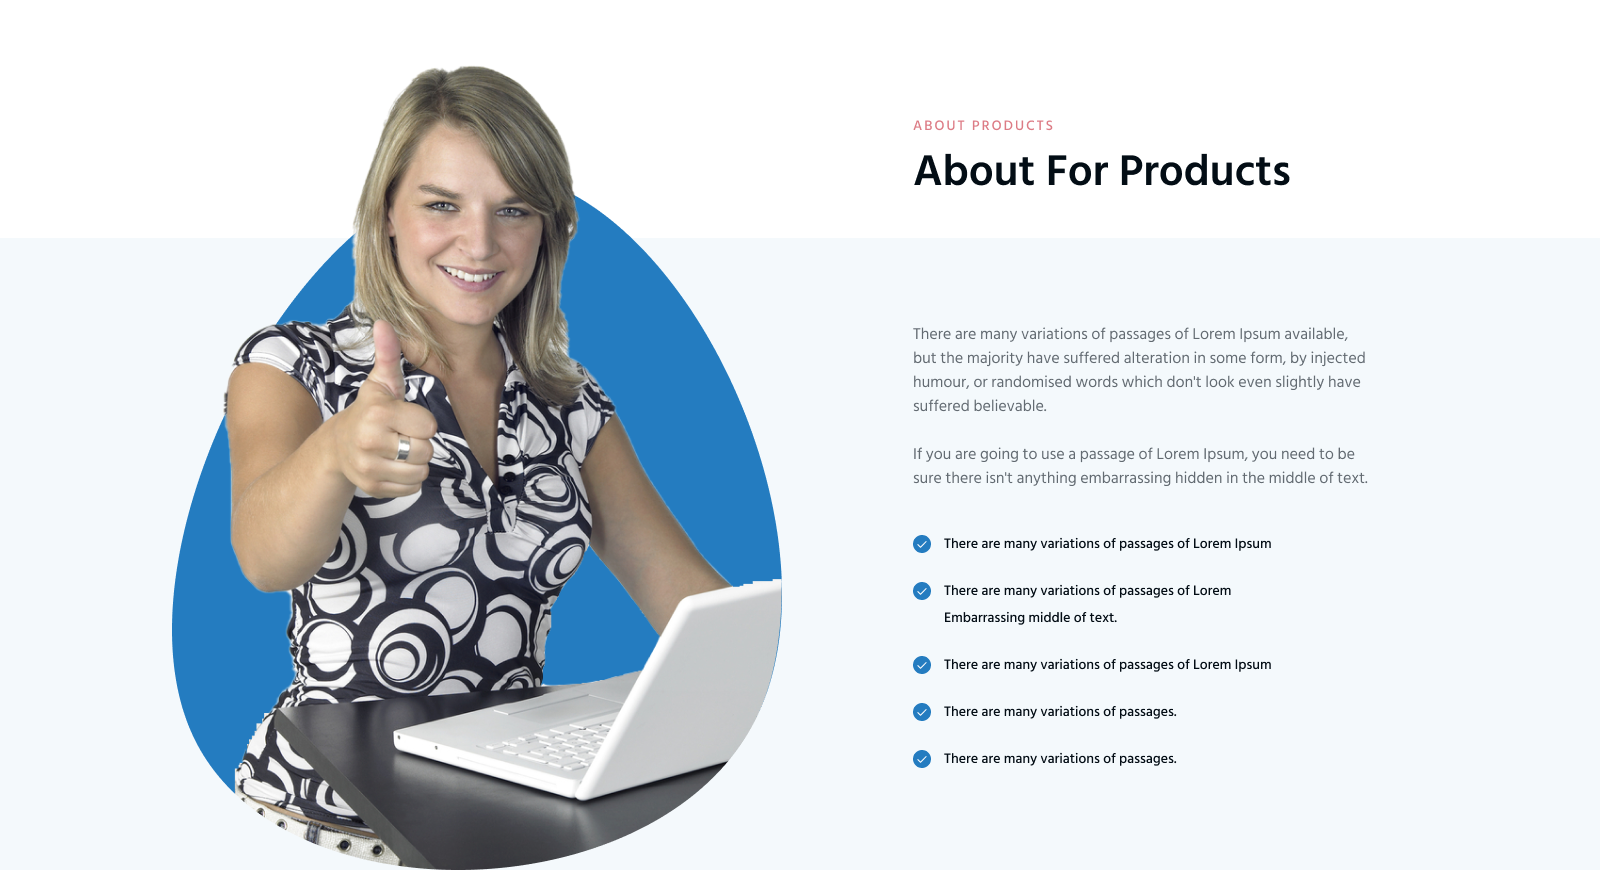 ABOUT PRODUCTS
About For Products
There are many variations of passages of Lorem Ipsum available,
but the majority have suffered alteration in some form, by injected
humour, or randomised words which don't look even slightly have
suffered believable.
If you are going to use a passage of Lorem Ipsum, you need to be
sure there isn't anything embarrassing hidden in the middle of text.
There are many variations of passages of Lorem Ipsum
There are many variations of passages of Lorem
Embarrassing middle of text.
There are many variations of passages of Lorem Ipsum
There are many variations of passages.
There are many variations of passages.